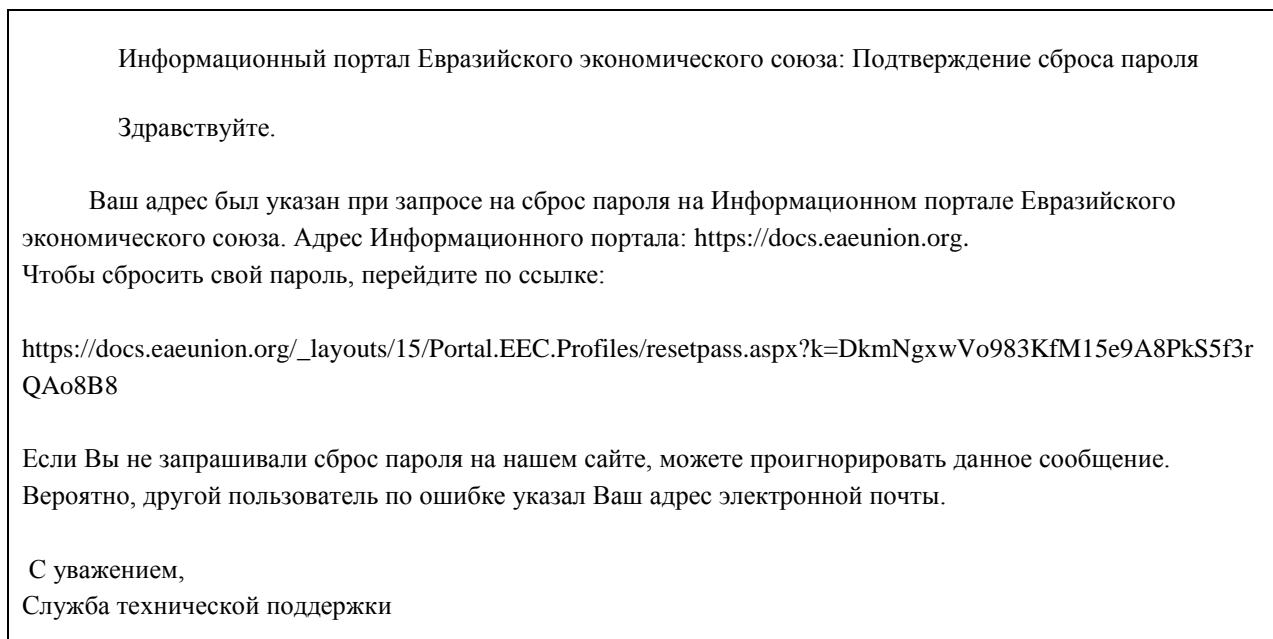 Информационный портал Евразийского экономического союза: Подтверждение сброса пароля
Здравствуйте.
Ваш адрес был указан при запросе на сброс пароля на Информационном портале Евразийского
экономического союза. Адрес Информационного портала: https://docs.eaeunion.org.
Чтобы сбросить свой пароль, перейдите по ссылке:
https://docs.eaeunion.org/_layouts/15/Portal.EEC.Profiles/resetpass.aspx?k=DkmNgxwVo983KfM15e9A8PkS5f3r
QAo8B8
Если Вы не запрашивали сброс пароля на нашем сайте, можете проигнорировать данное сообщение.
Вероятно, другой пользователь по ошибке указал Ваш адрес электронной почты.
С уважением,
Служба технической поддержки